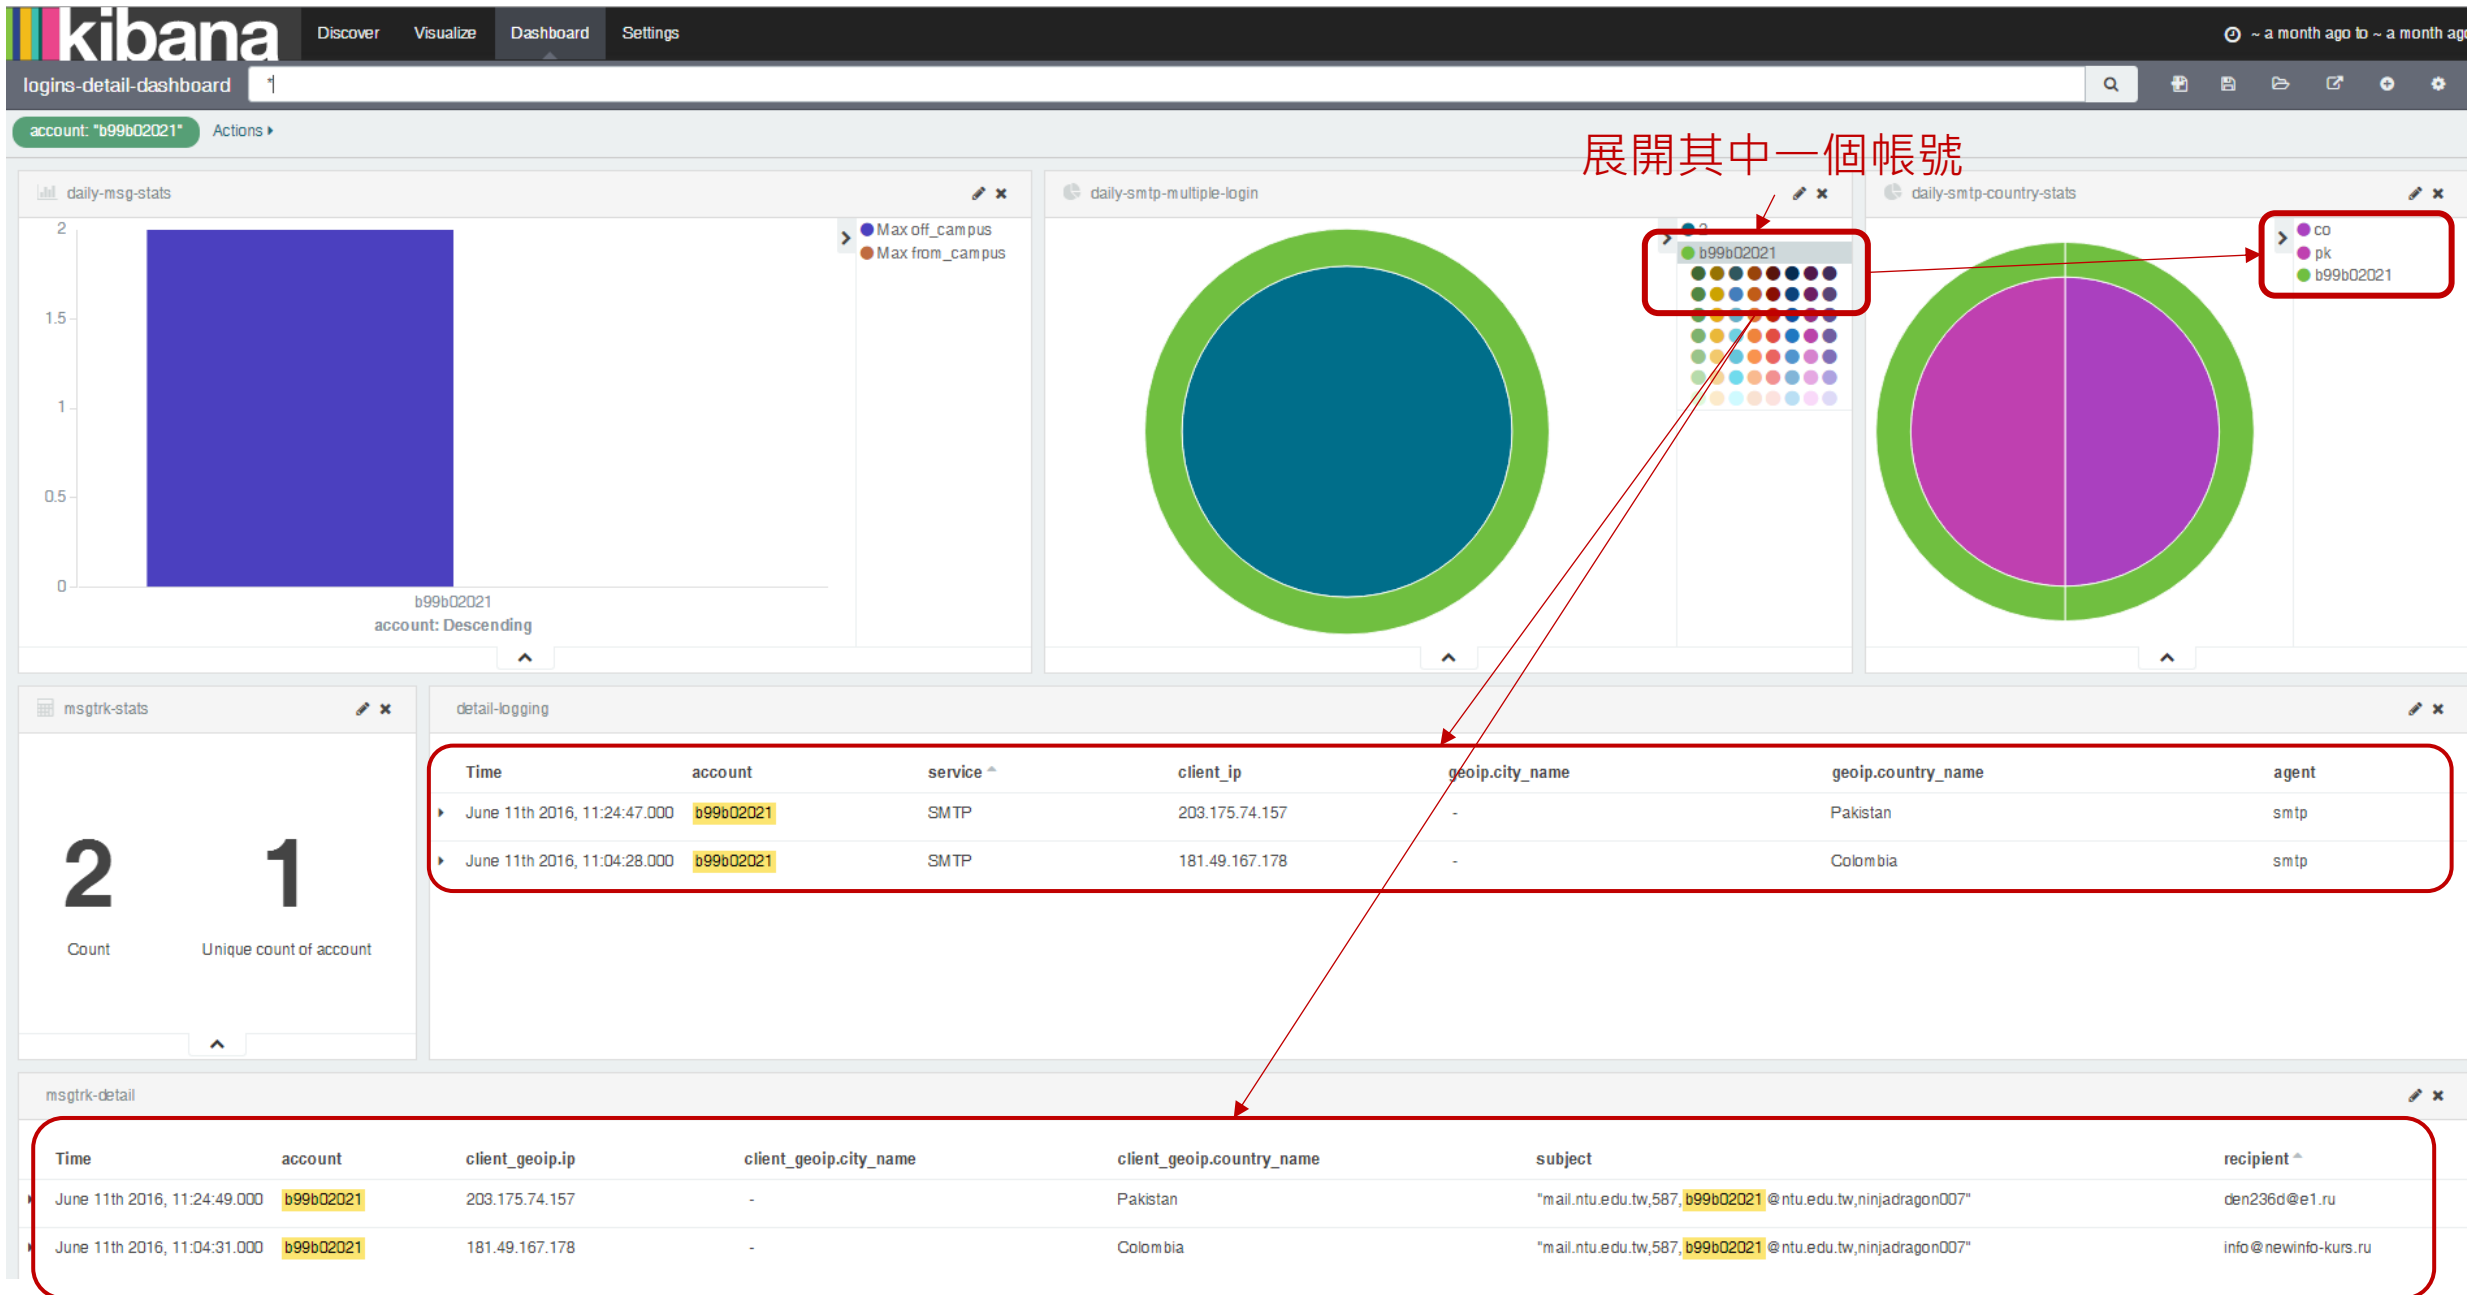 kibana Discover Visualize Dashboard Settings ~ a month ago to ~ a month ago
logins-detail-dashboard *
account: "b99b02021" Actions
展開其中一個帳號
daily-msg-stats
2
1.5
1
0.5
0
b99b02021
account: Descending
Max off_campus
Max from_campus
daily-smtp-multiple-login
2
b99b02021
daily-smtp-country-stats
co
pk
b99b02021
msgtrk-stats
2 1
Count Unique count of account
detail-logging
Time account service client_ip geoip.city_name geoip.country_name agent
June 11th 2016, 11:24:47.000 b99b02021 SMTP 203.175.74.157 - Pakistan smtp
June 11th 2016, 11:04:28.000 b99b02021 SMTP 181.49.167.178 - Colombia smtp
msgtrk-detail
Time account client_geoip.ip client_geoip.city_name client_geoip.country_name subject recipient
June 11th 2016, 11:24:49.000 b99b02021 203.175.74.157 - Pakistan "mail.ntu.edu.tw,587,b99b02021@ntu.edu.tw,ninjadragon007" den236d@e1.ru
June 11th 2016, 11:04:31.000 b99b02021 181.49.167.178 - Colombia "mail.ntu.edu.tw,587,b99b02021@ntu.edu.tw,ninjadragon007" info@newinfo-kurs.ru